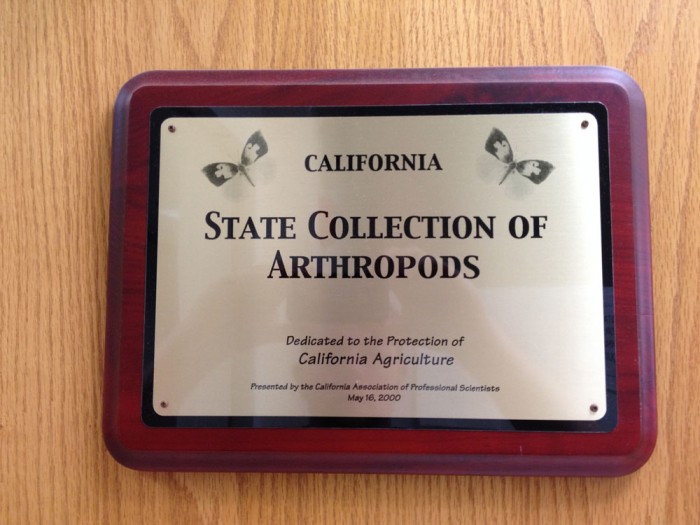 CALIFORNIA
STATE COLLECTION OF
ARTHROPODS
Dedicated to the Protection of
California Agriculture
Presented by the California Association of Professional Scientists
May 16, 2000